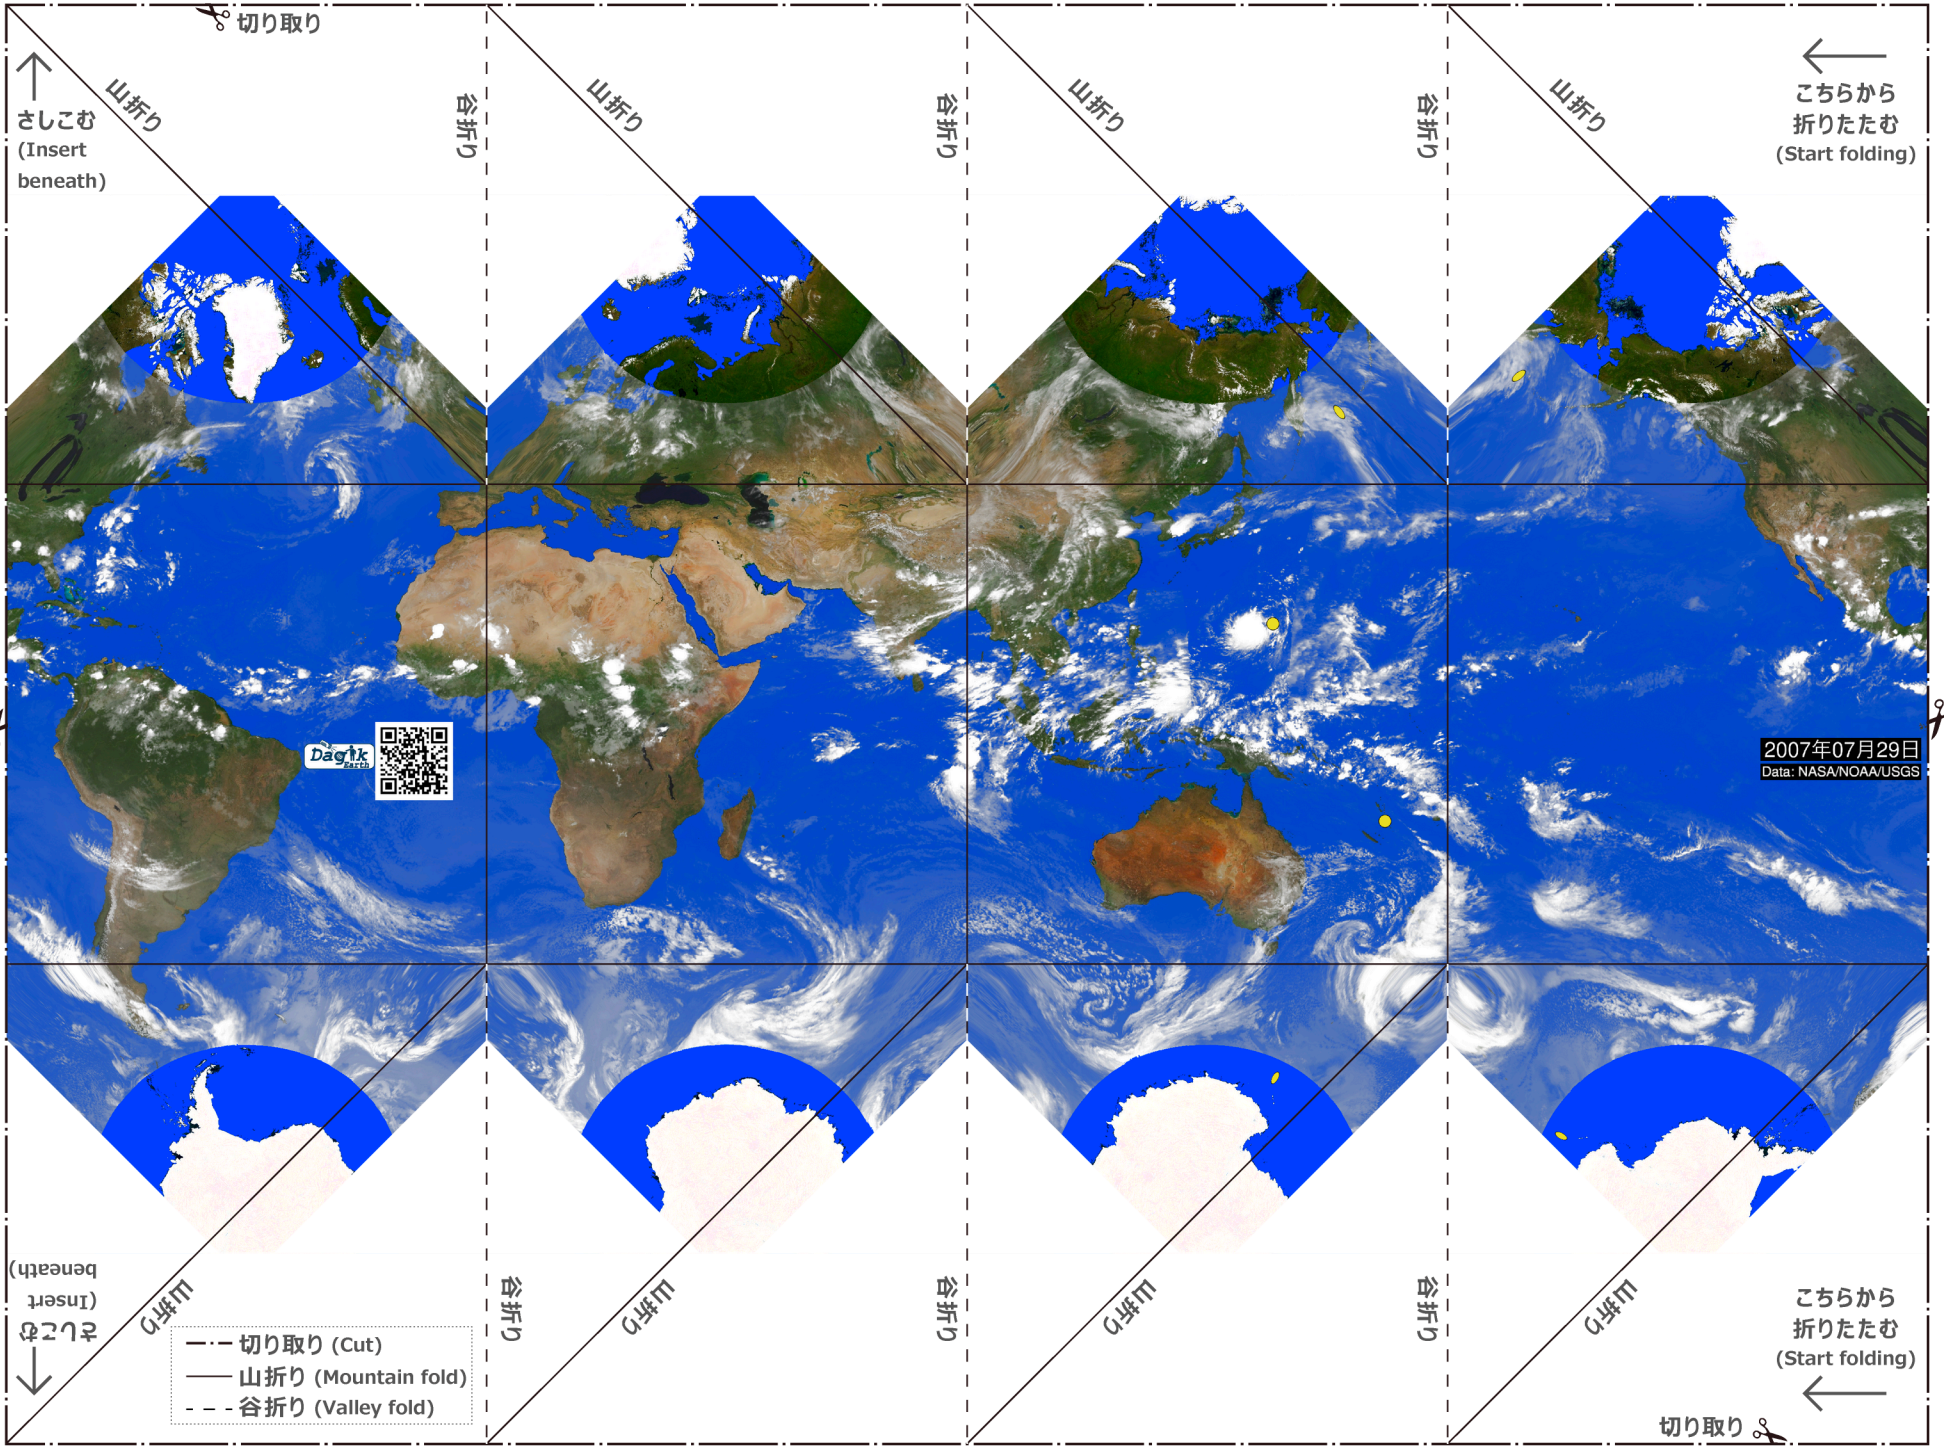 切り取り
山折り
谷折り
山折り
谷折り
山折り
谷折り
山折り
さしこむ
(Insert
beneath)
こちらから
折りたたむ
(Start folding)
Dagik
Earth
2007年07月29日
Data: NASA/NOAA/USGS
さしこむ
(Insert
beneath)
山折り
谷折り
山折り
谷折り
山折り
谷折り
山折り
こちらから
折りたたむ
(Start folding)
切り取り (Cut)
山折り (Mountain fold)
谷折り (Valley fold)
切り取り